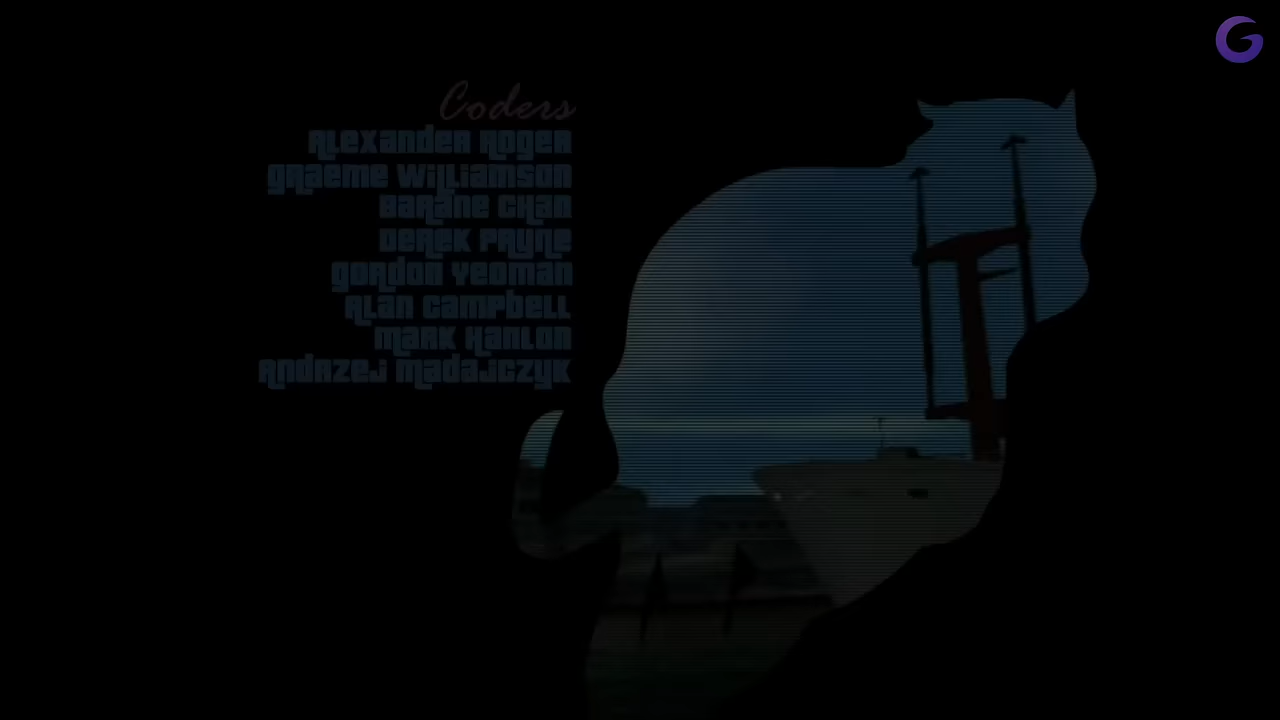 Coders
Alexander Roger
Graeme Williamson
Barane Chan
Derek Payne
Gordon Yeoman
Alan Campbell
Mark Hanlon
Andrzej Madajczyk